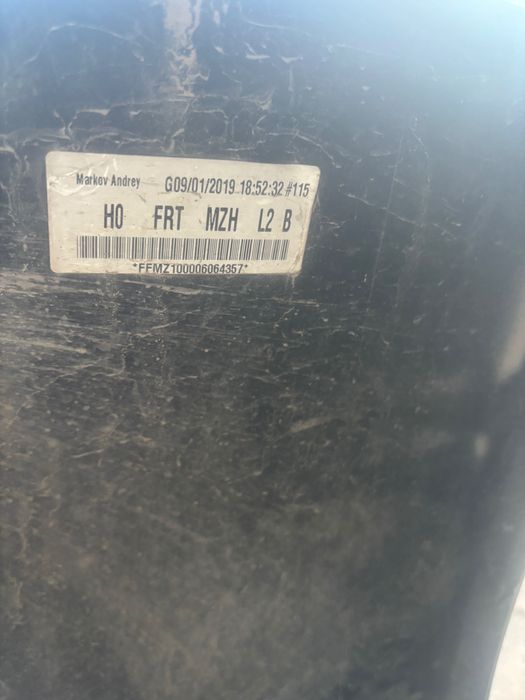 Markov Andrey G09/01/2019 18:52:32 #115
H0 FRT MZH L2 B
*FFMZ100006064357*